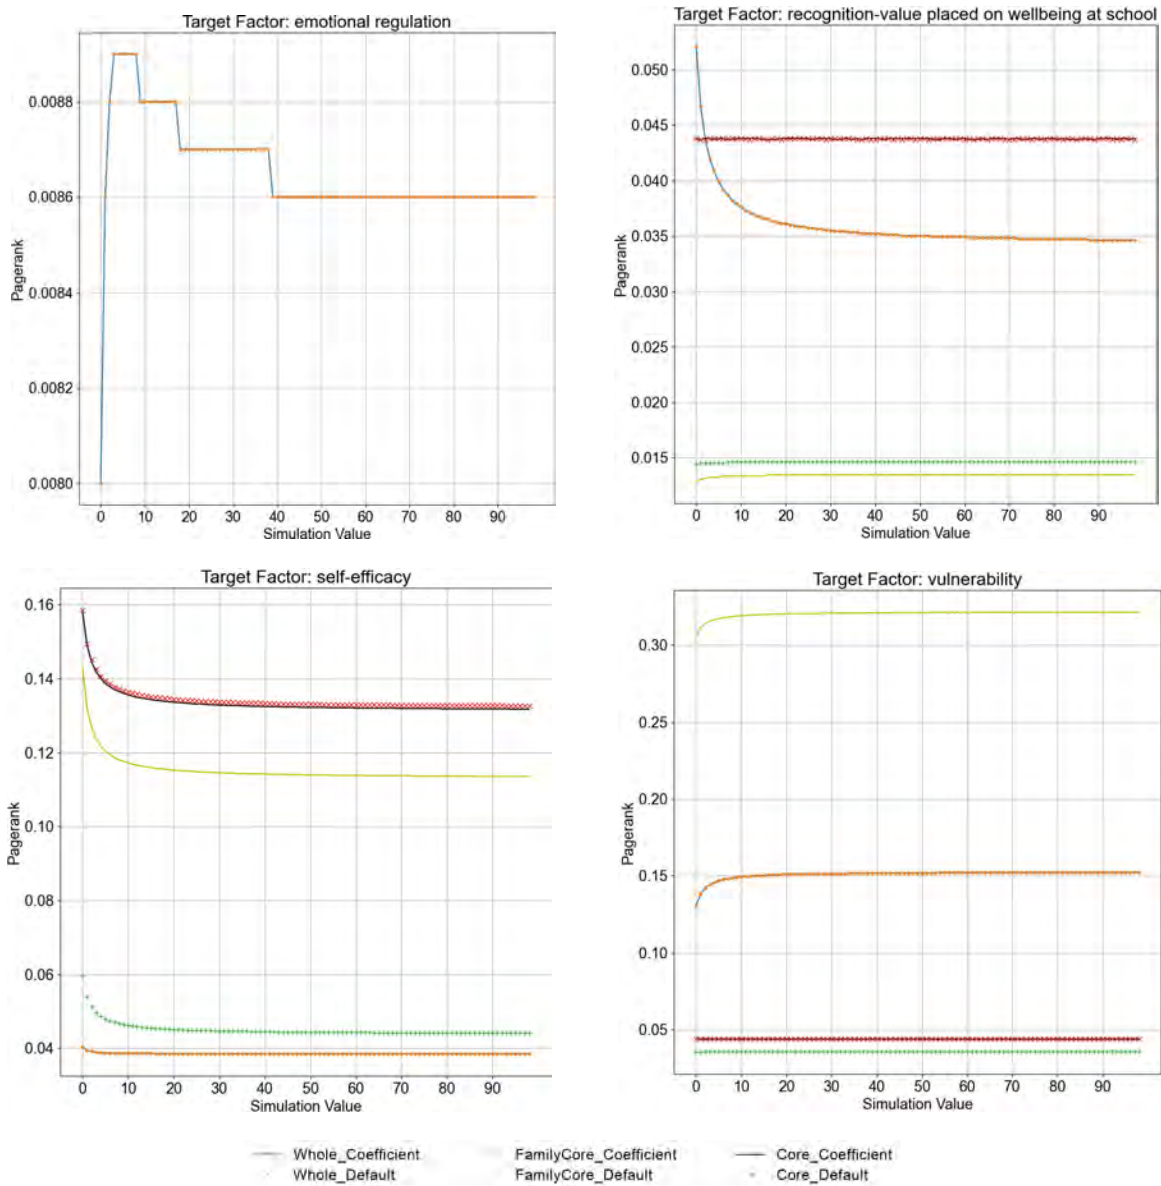 Target Factor: emotional regulation
0.0088
0.0086
0.0084
0.0082
0.0080
Pagerank
0 10 20 30 40 50 60 70 80 90
Simulation Value
Target Factor: recognition-value placed on wellbeing at school
0.050
0.045
0.040
0.035
0.030
0.025
0.020
0.015
Pagerank
0 10 20 30 40 50 60 70 80 90
Simulation Value
Target Factor: self-efficacy
0.16
0.14
0.12
0.10
0.08
0.06
0.04
Pagerank
0 10 20 30 40 50 60 70 80 90
Simulation Value
Target Factor: vulnerability
0.30
0.25
0.20
0.15
0.10
0.05
Pagerank
0 10 20 30 40 50 60 70 80 90
Simulation Value
Whole_Coefficient FamilyCore_Coefficient Core_Coefficient
Whole_Default FamilyCore_Default Core_Default